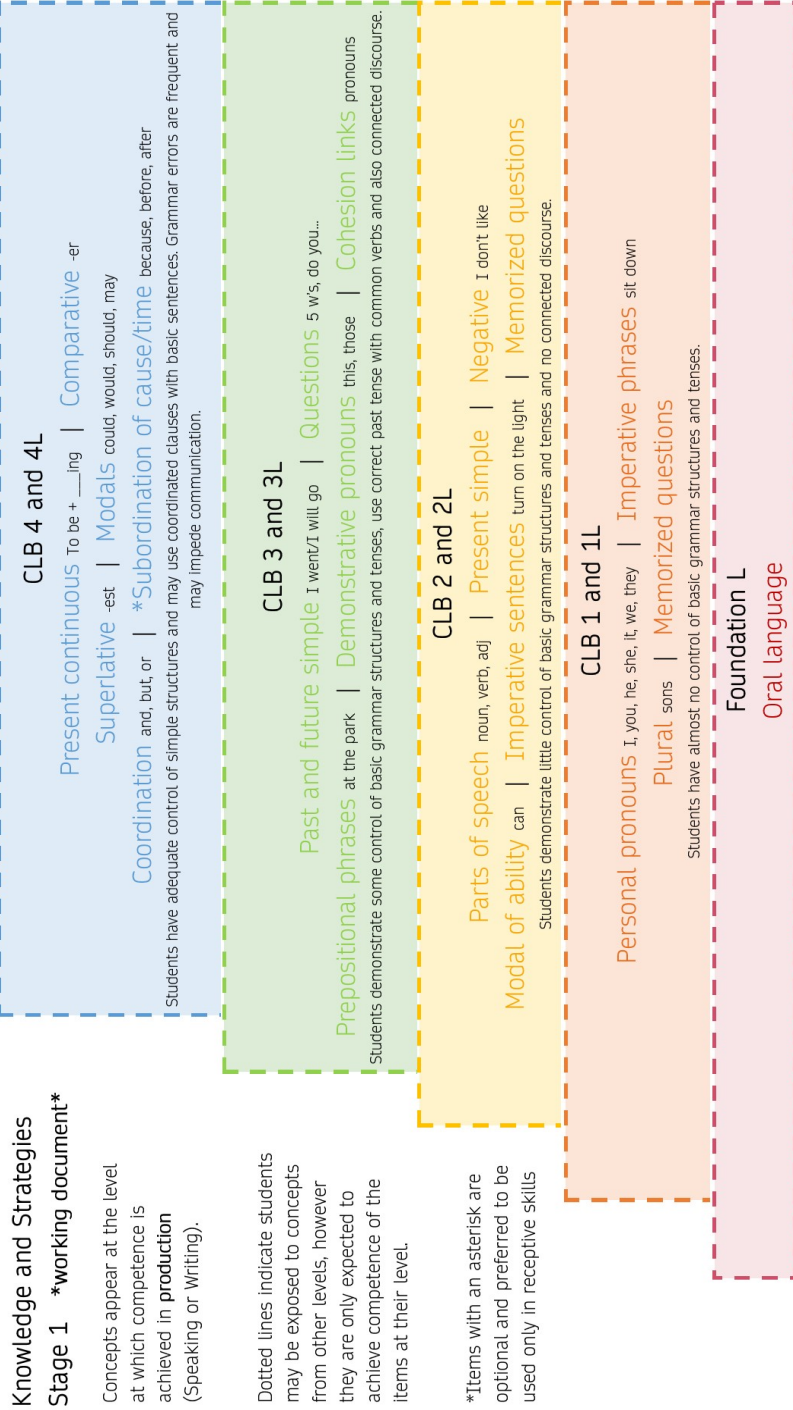 Knowledge and Strategies
Stage 1 *working document*
Concepts appear at the level
at which competence is
achieved in production
(Speaking or Writing).
Dotted lines indicate students
may be exposed to concepts
from other levels, however
they are only expected to
achieve competence of the
items at their level.
*Items with an asterisk are
optional and preferred to be
used only in receptive skills
CLB 4 and 4L
Present continuous To be + ___ing | Comparative -er
Superlative -est | Modals could, would, should, may
Coordination and, but, or | *Subordination of cause/time because, before, after
Students have adequate control of simple structures and may use coordinated clauses with basic sentences. Grammar errors are frequent and
may impede communication.
CLB 3 and 3L
Past and future simple I went/I will go | Questions 5 w's, do you...
Prepositional phrases at the park | Demonstrative pronouns this, those | Cohesion links pronouns
Students demonstrate some control of basic grammar structures and tenses, use correct past tense with common verbs and also connected discourse.
CLB 2 and 2L
Parts of speech noun, verb, adj | Present simple | Negative I don't like
Modal of ability can | Imperative sentences turn on the light | Memorized questions
Students demonstrate little control of basic grammar structures and tenses and no connected discourse.
CLB 1 and 1L
Personal pronouns I, you, he, she, it, we, they | Imperative phrases sit down
Plural sons | Memorized questions
Students have almost no control of basic grammar structures and tenses.
Foundation L
Oral language